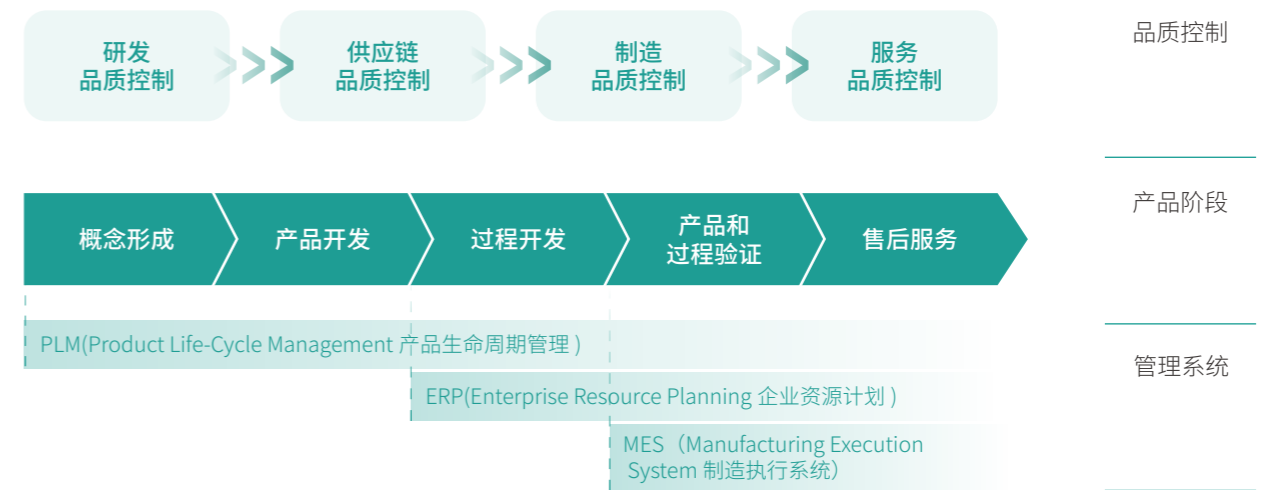 研发
品质控制
供应链
品质控制
制造
品质控制
服务
品质控制
品质控制
概念形成
产品开发
过程开发
产品和
过程验证
售后服务
产品阶段
PLM(Product Life-Cycle Management 产品生命周期管理 )
管理系统
ERP(Enterprise Resource Planning 企业资源计划 )
MES（Manufacturing Execution
System 制造执行系统）